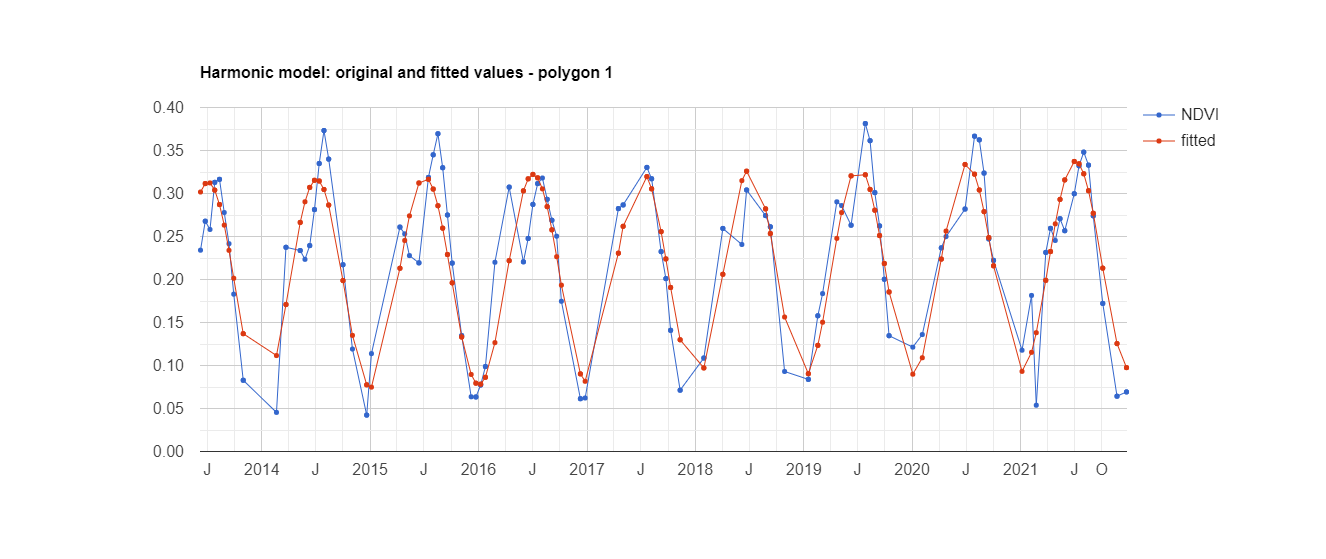 Harmonic model: original and fitted values - polygon 1
0.40
0.35
0.30
0.25
0.20
0.15
0.10
0.05
0.00
J 2014 J 2015 J 2016 J 2017 J 2018 J 2019 J 2020 J 2021 J O
NDVI
fitted